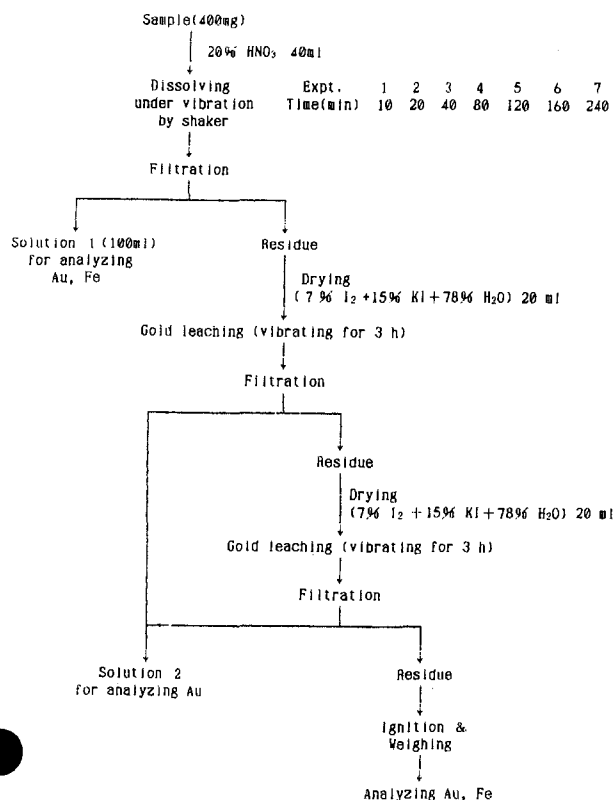 Sample(400mg)
20% HNO₃ 40ml
Dissolving
under vibration
by shaker
Expt. 1 2 3 4 5 6 7
Time(min) 10 20 40 80 120 160 240
Filtration
Solution 1 (100ml)
for analyzing
Au, Fe
Residue
Drying
(7% I₂ +15% KI+78% H₂O) 20 ml
Gold leaching (vibrating for 3 h)
Filtration
Residue
Drying
(7% I₂ +15% KI+78% H₂O) 20 ml
Gold leaching (vibrating for 3 h)
Filtration
Solution 2
for analyzing Au
Residue
Ignition &
Weighing
Analyzing Au, Fe